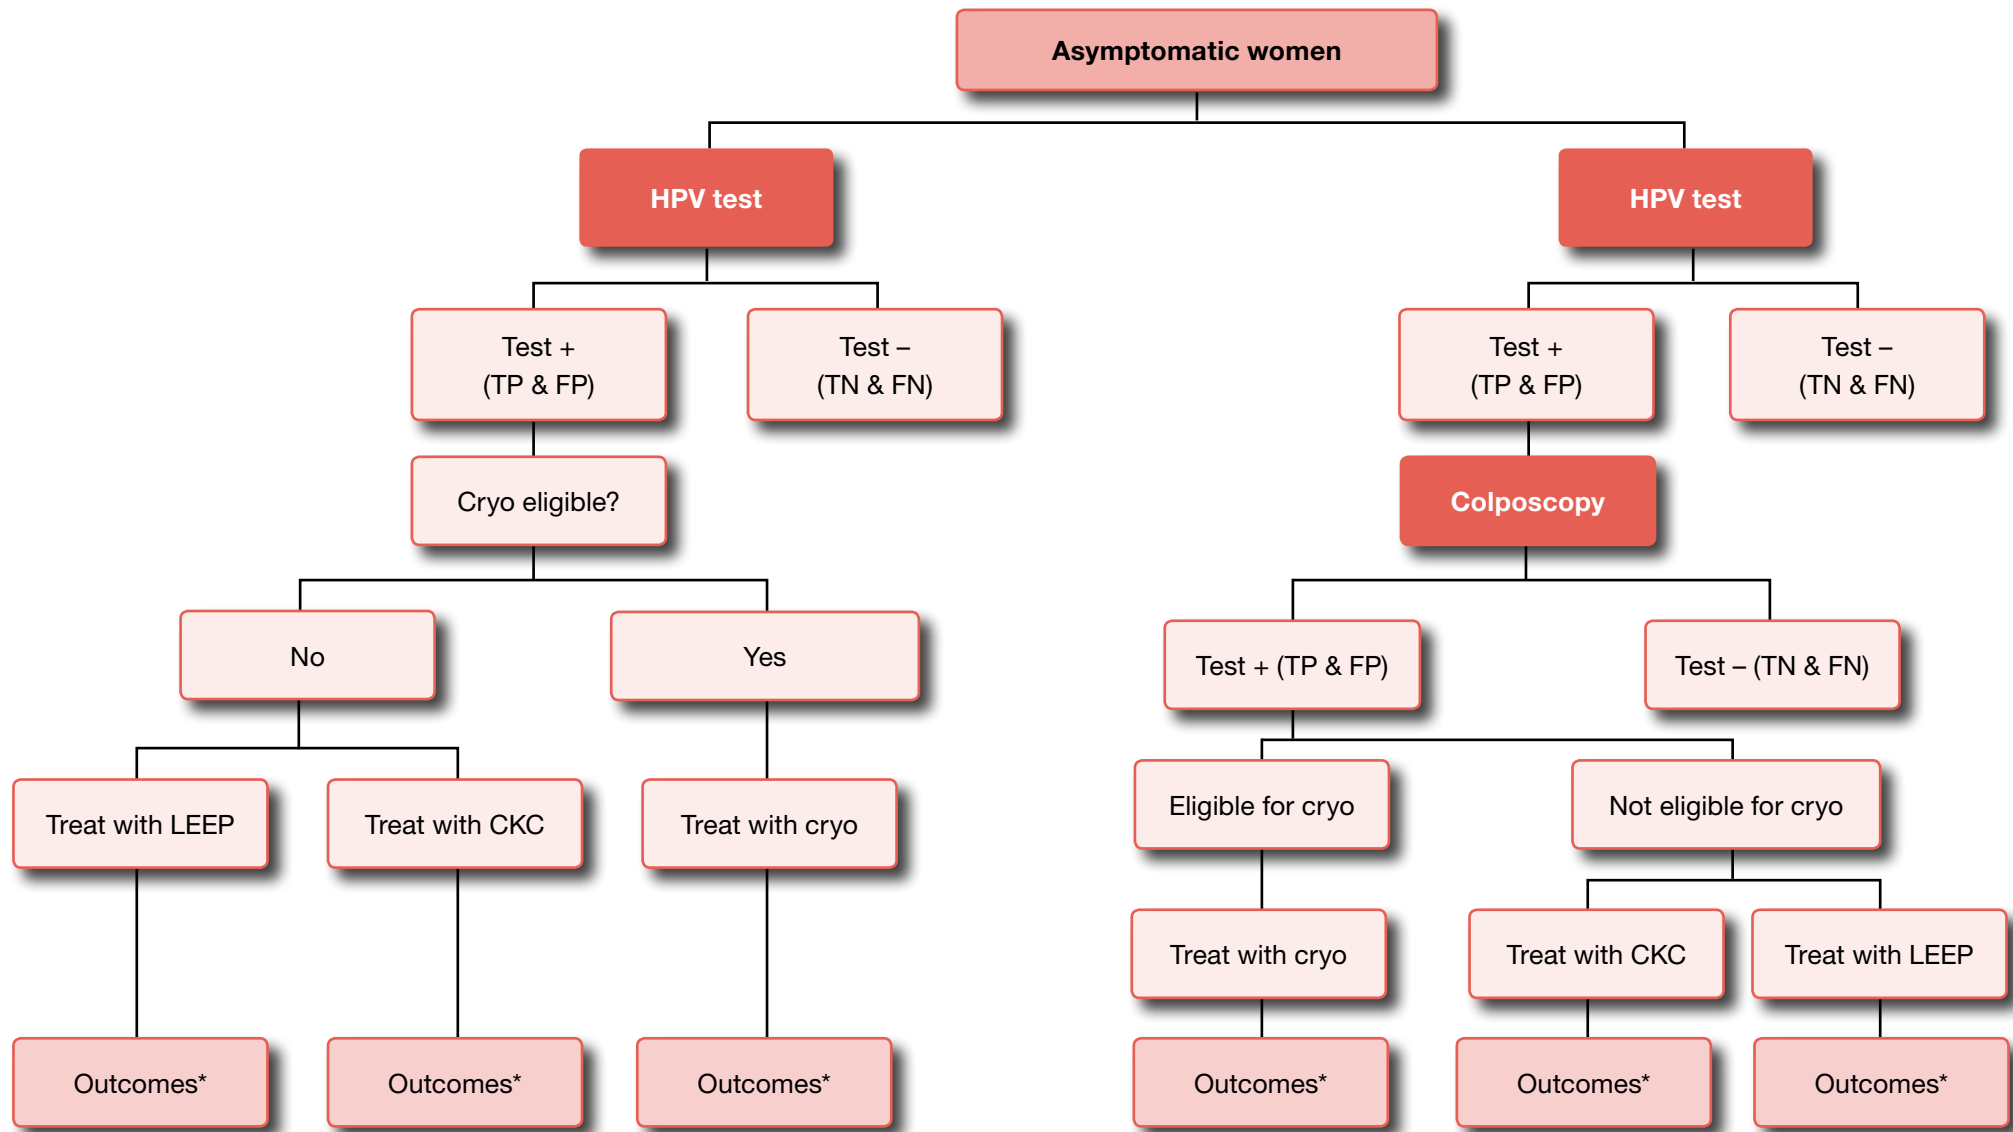 Asymptomatic women
HPV test
HPV test
Test +
(TP & FP)
Test –
(TN & FN)
Test +
(TP & FP)
Test –
(TN & FN)
Cryo eligible?
Colposcopy
No
Yes
Test + (TP & FP)
Test – (TN & FN)
Treat with LEEP
Treat with CKC
Treat with cryo
Eligible for cryo
Not eligible for cryo
Treat with cryo
Treat with CKC
Treat with LEEP
Outcomes*
Outcomes*
Outcomes*
Outcomes*
Outcomes*
Outcomes*